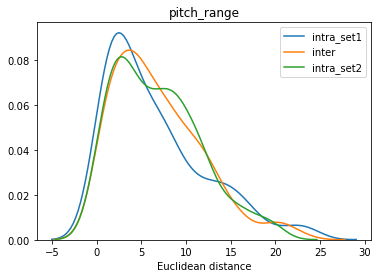 pitch_range
intra_set1
inter
intra_set2
0.08
0.06
0.04
0.02
0.00
−5 0 5 10 15 20 25 30
Euclidean distance